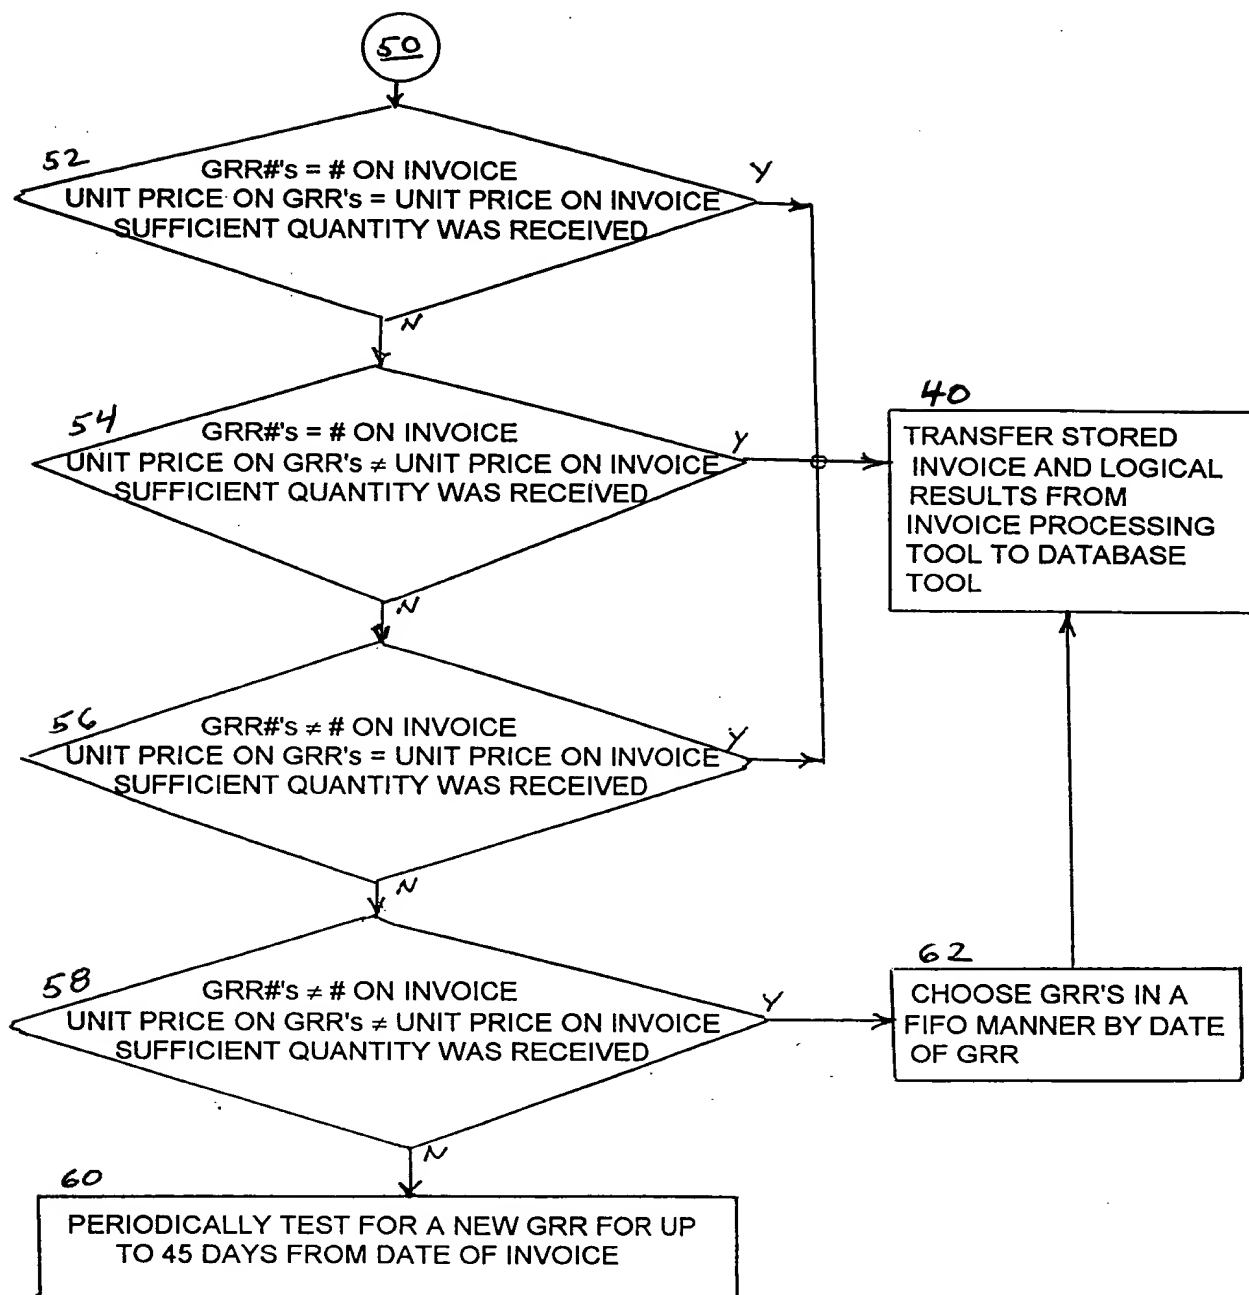 50
52
GRR#'s = # ON INVOICE
UNIT PRICE ON GRR's = UNIT PRICE ON INVOICE
SUFFICIENT QUANTITY WAS RECEIVED
Y
N
54
GRR#'s = # ON INVOICE
UNIT PRICE ON GRR's ≠ UNIT PRICE ON INVOICE
SUFFICIENT QUANTITY WAS RECEIVED
Y
N
40
TRANSFER STORED
INVOICE AND LOGICAL
RESULTS FROM
INVOICE PROCESSING
TOOL TO DATABASE
TOOL
56
GRR#'s ≠ # ON INVOICE
UNIT PRICE ON GRR's = UNIT PRICE ON INVOICE
SUFFICIENT QUANTITY WAS RECEIVED
Y
N
58
GRR#'s ≠ # ON INVOICE
UNIT PRICE ON GRR's ≠ UNIT PRICE ON INVOICE
SUFFICIENT QUANTITY WAS RECEIVED
Y
N
62
CHOOSE GRR'S IN A
FIFO MANNER BY DATE
OF GRR
60
PERIODICALLY TEST FOR A NEW GRR FOR UP
TO 45 DAYS FROM DATE OF INVOICE